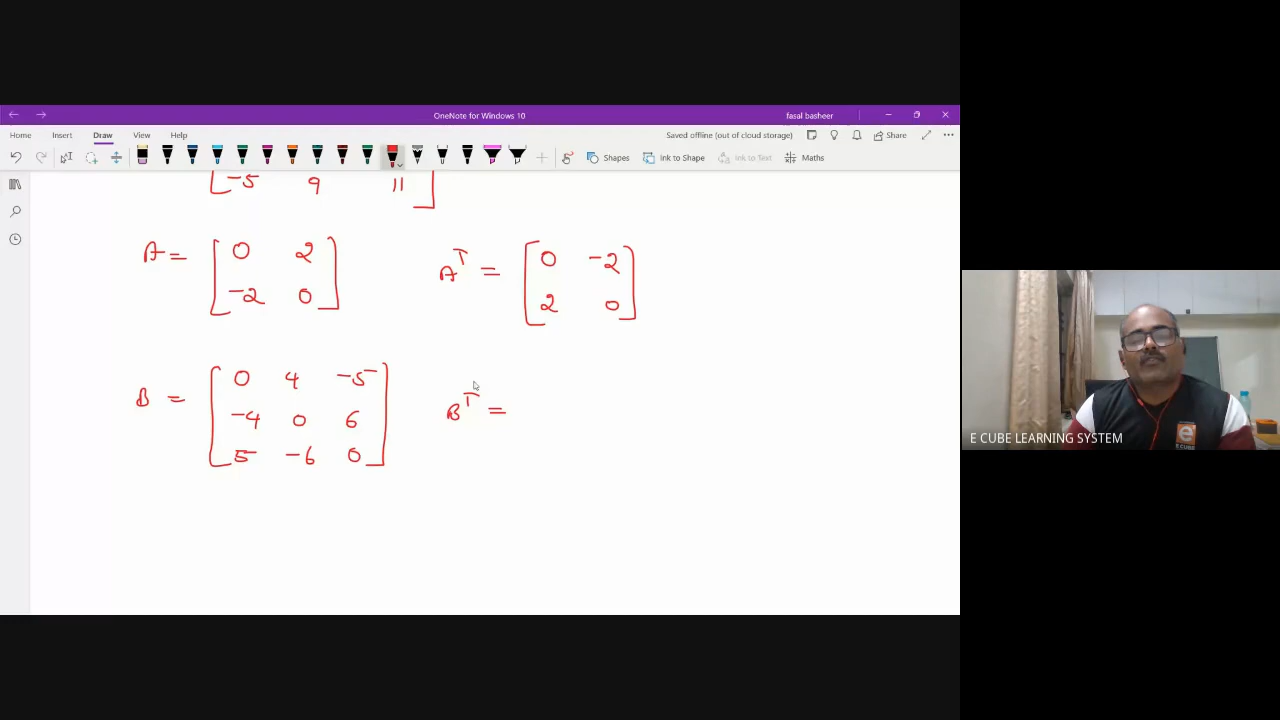 OneNote for Windows 10
fasal basheer
Home Insert Draw View Help
Saved offline (out of cloud storage)
Share
Shapes Ink to Shape Ink to Text Maths
-5 9 11
A = [ 0 2
-2 0 ]
A^T = [ 0 -2
2 0 ]
B = [ 0 4 -5
-4 0 6
5 -6 0 ]
B^T =
E CUBE LEARNING SYSTEM
e
E CUBE